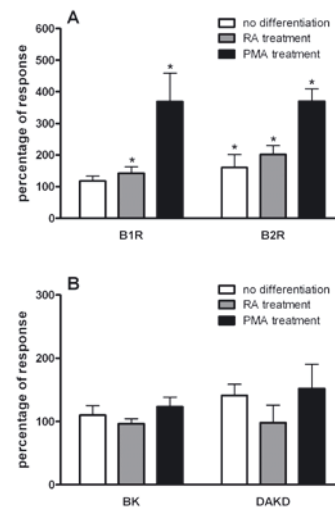 A
no differentiation
RA treatment
PMA treatment
percentage of response
600
500
400
300
200
100
0
*
*
*
*
*
B1R
B2R
B
no differentiation
RA treatment
PMA treatment
percentage of response
300
200
100
0
BK
DAKD